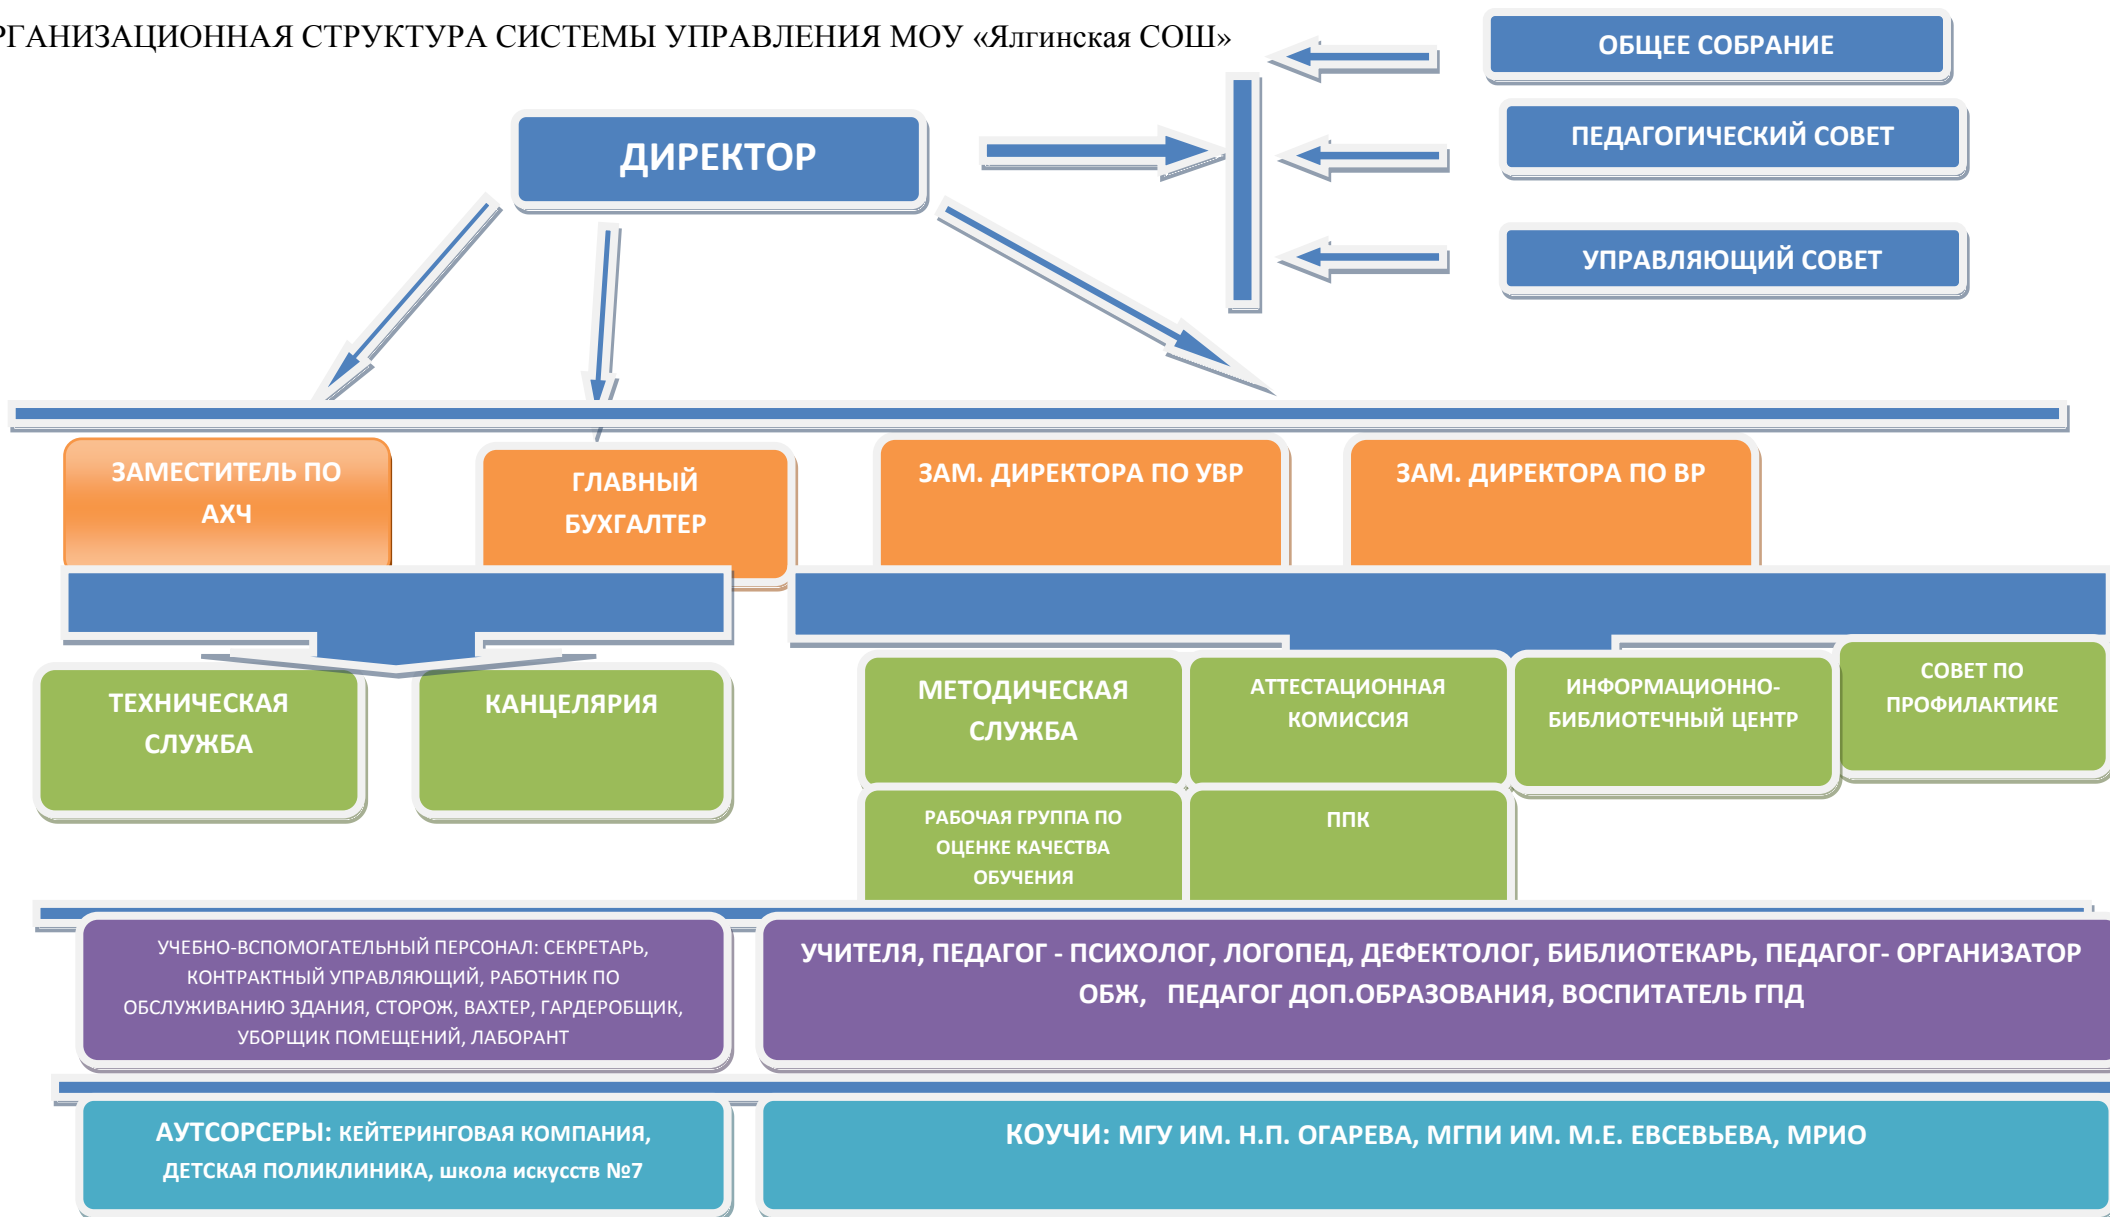 РГАНИЗАЦИОННАЯ СТРУКТУРА СИСТЕМЫ УПРАВЛЕНИЯ МОУ «Ялгинская СОШ»
ОБЩЕЕ СОБРАНИЕ
ПЕДАГОГИЧЕСКИЙ СОВЕТ
ДИРЕКТОР
УПРАВЛЯЮЩИЙ СОВЕТ
ЗАМЕСТИТЕЛЬ ПО
АХЧ
ГЛАВНЫЙ
БУХГАЛТЕР
ЗАМ. ДИРЕКТОРА ПО УВР
ЗАМ. ДИРЕКТОРА ПО ВР
ТЕХНИЧЕСКАЯ
СЛУЖБА
КАНЦЕЛЯРИЯ
МЕТОДИЧЕСКАЯ
СЛУЖБА
АТТЕСТАЦИОННАЯ
КОМИССИЯ
ИНФОРМАЦИОННО-
БИБЛИОТЕЧНЫЙ ЦЕНТР
СОВЕТ ПО
ПРОФИЛАКТИКЕ
РАБОЧАЯ ГРУППА ПО
ОЦЕНКЕ КАЧЕСТВА
ОБУЧЕНИЯ
ППК
УЧЕБНО-ВСПОМОГАТЕЛЬНЫЙ ПЕРСОНАЛ: СЕКРЕТАРЬ,
КОНТРАКТНЫЙ УПРАВЛЯЮЩИЙ, РАБОТНИК ПО
ОБСЛУЖИВАНИЮ ЗДАНИЯ, СТОРОЖ, ВАХТЕР, ГАРДЕРОБЩИК,
УБОРЩИК ПОМЕЩЕНИЙ, ЛАБОРАНТ
УЧИТЕЛЯ, ПЕДАГОГ - ПСИХОЛОГ, ЛОГОПЕД, ДЕФЕКТОЛОГ, БИБЛИОТЕКАРЬ, ПЕДАГОГ- ОРГАНИЗАТОР
ОБЖ, ПЕДАГОГ ДОП.ОБРАЗОВАНИЯ, ВОСПИТАТЕЛЬ ГПД
АУТСОРСЕРЫ: КЕЙТЕРИНГОВАЯ КОМПАНИЯ,
ДЕТСКАЯ ПОЛИКЛИНИКА, школа искусств №7
КОУЧИ: МГУ ИМ. Н.П. ОГАРЕВА, МГПИ ИМ. М.Е. ЕВСЕВЬЕВА, МРИО